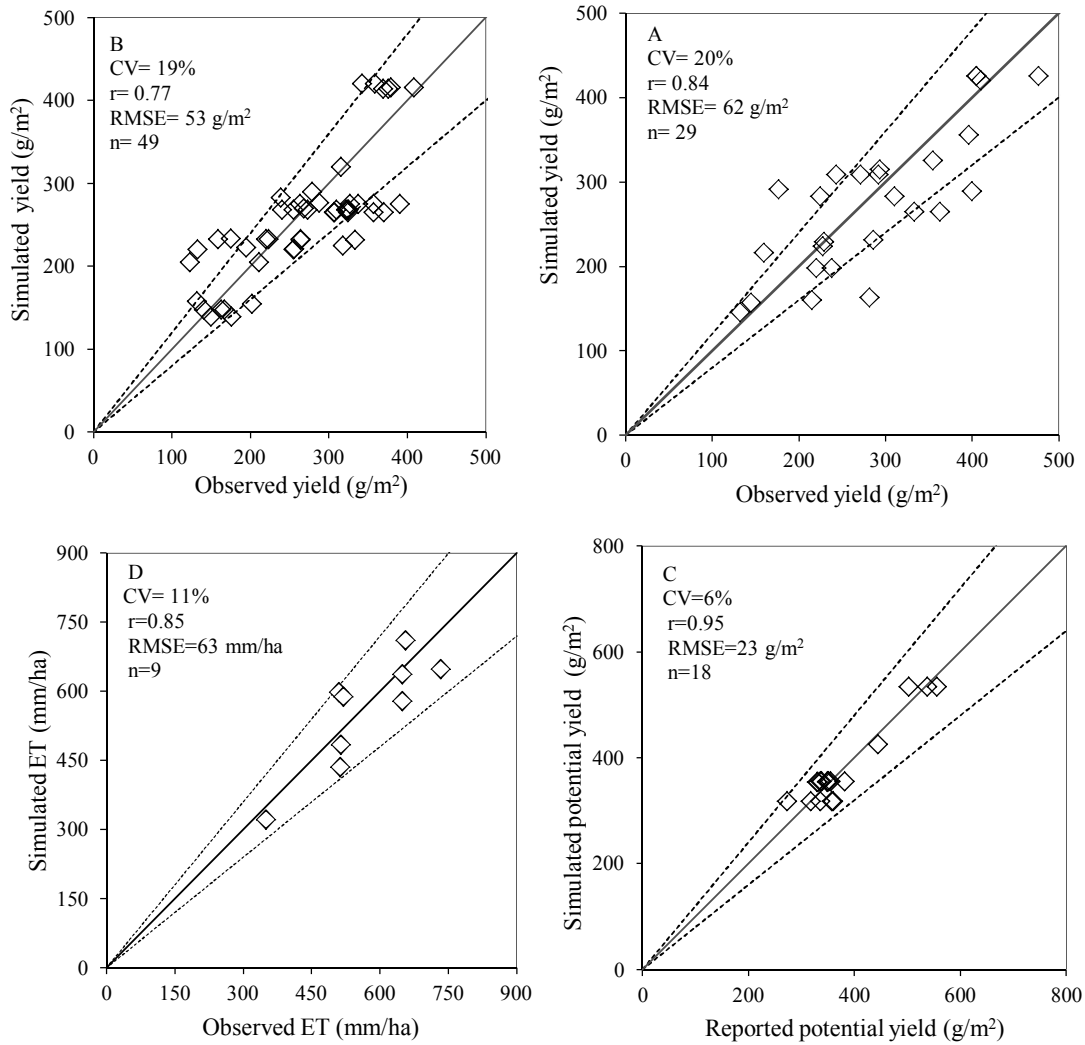 B
CV= 19%
r= 0.77
RMSE= 53 g/m²
n= 49
Simulated yield (g/m²)
500
400
300
200
100
0
0 100 200 300 400 500
Observed yield (g/m²)
A
CV= 20%
r= 0.84
RMSE= 62 g/m²
n= 29
Simulated yield (g/m²)
500
400
300
200
100
0
0 100 200 300 400 500
Observed yield (g/m²)
D
CV= 11%
r=0.85
RMSE=63 mm/ha
n=9
Simulated ET (mm/ha)
900
750
600
450
300
150
0
0 150 300 450 600 750 900
Observed ET (mm/ha)
C
CV=6%
r=0.95
RMSE=23 g/m²
n=18
Simulated potential yield (g/m²)
800
600
400
200
0
0 200 400 600 800
Reported potential yield (g/m²)